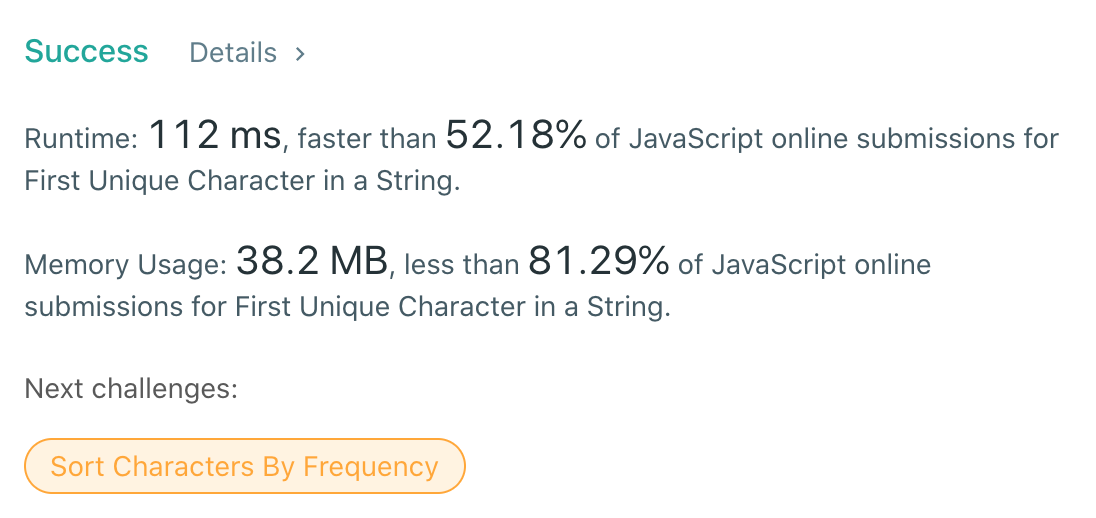 Success Details >
Runtime: 112 ms, faster than 52.18% of JavaScript online submissions for
First Unique Character in a String.
Memory Usage: 38.2 MB, less than 81.29% of JavaScript online
submissions for First Unique Character in a String.
Next challenges:
Sort Characters By Frequency